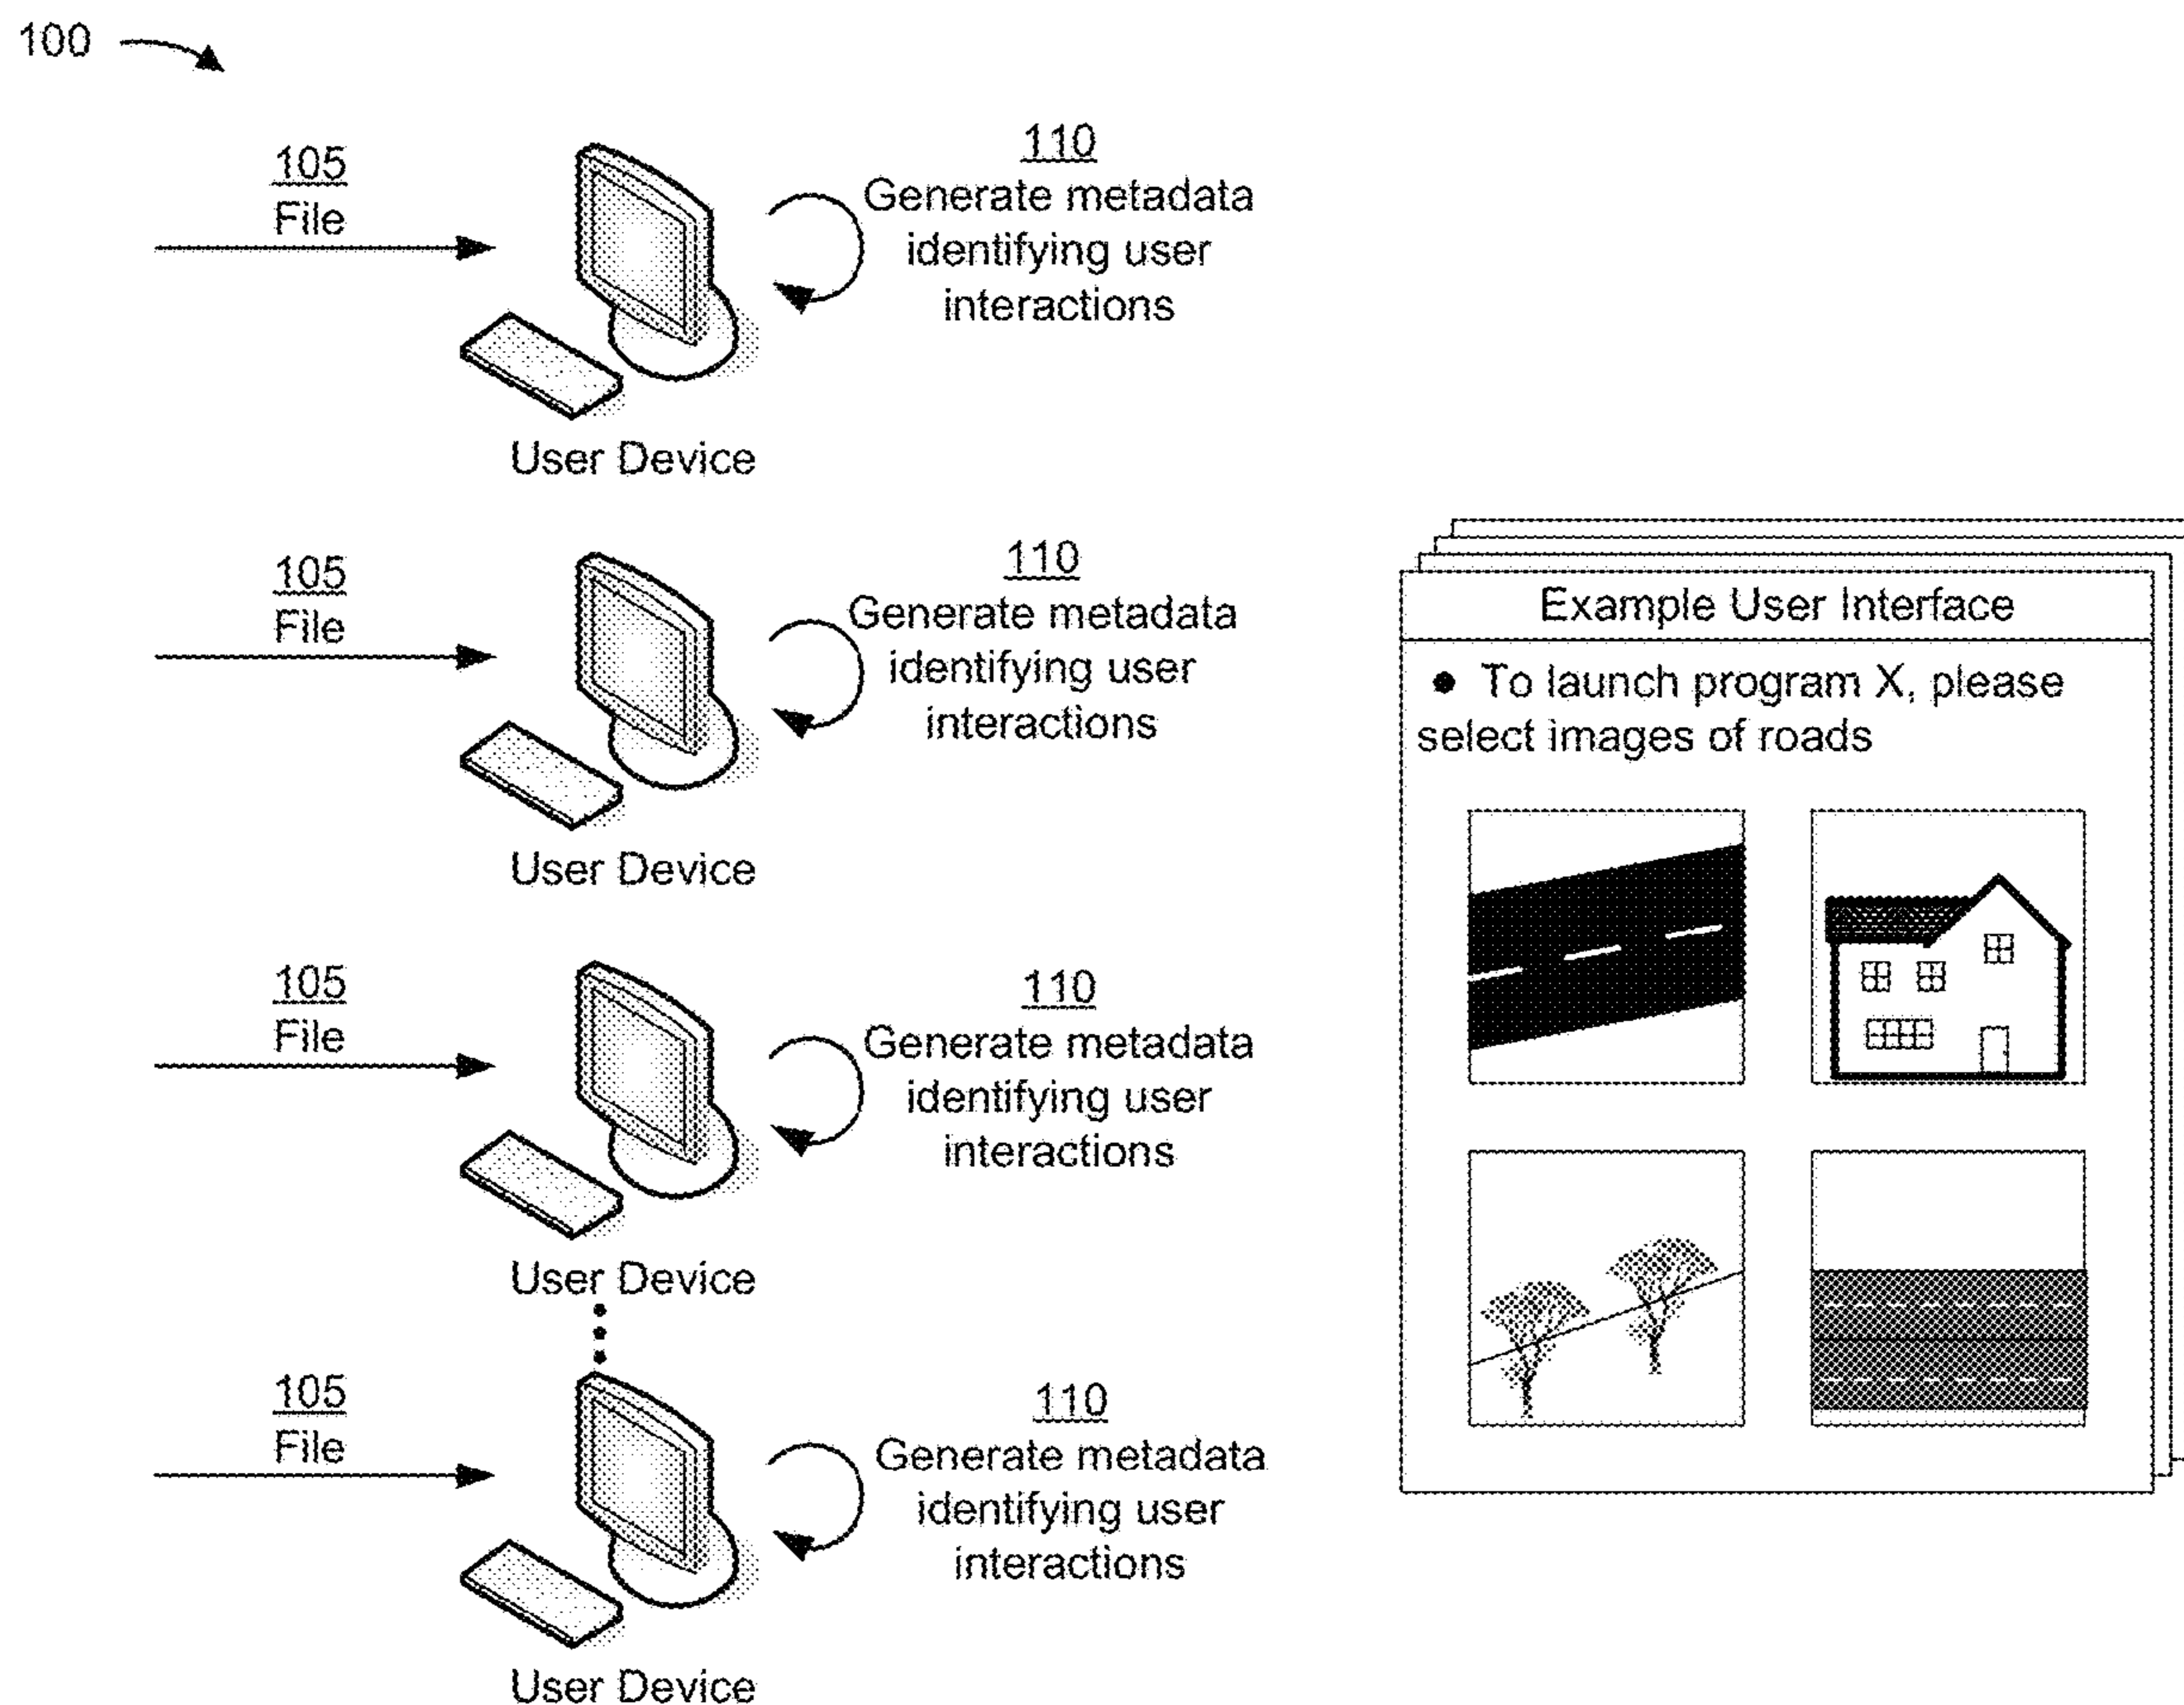 100
105
File
110
Generate metadata
identifying user
interactions
User Device
105
File
110
Generate metadata
identifying user
interactions
User Device
105
File
110
Generate metadata
identifying user
interactions
User Device
105
File
110
Generate metadata
identifying user
interactions
User Device
Example User Interface
• To launch program X, please
select images of roads